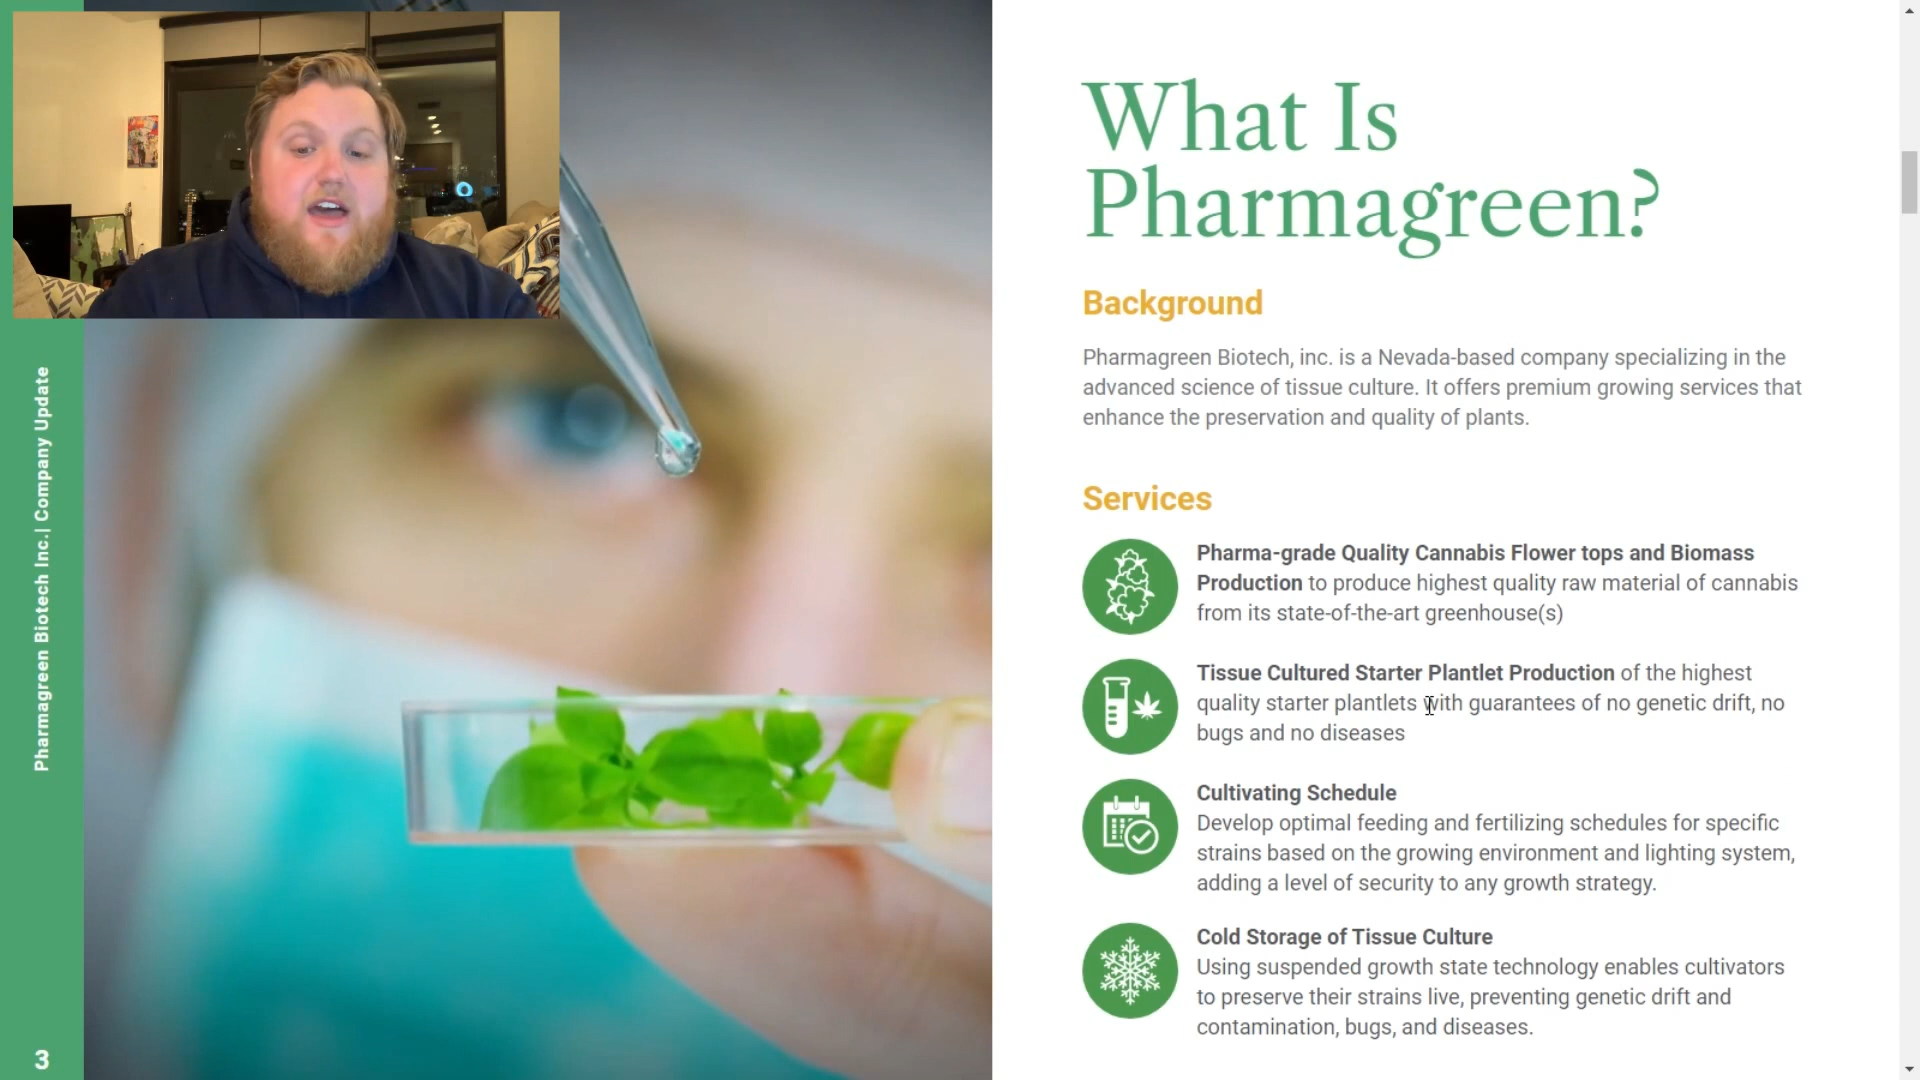 What Is
Pharmagreen?
Background
Pharmagreen Biotech, inc. is a Nevada-based company specializing in the
advanced science of tissue culture. It offers premium growing services that
enhance the preservation and quality of plants.
Services
Pharma-grade Quality Cannabis Flower tops and Biomass
Production to produce highest quality raw material of cannabis
from its state-of-the-art greenhouse(s)
Tissue Cultured Starter Plantlet Production of the highest
quality starter plantlets with guarantees of no genetic drift, no
bugs and no diseases
Cultivating Schedule
Develop optimal feeding and fertilizing schedules for specific
strains based on the growing environment and lighting system,
adding a level of security to any growth strategy.
Cold Storage of Tissue Culture
Using suspended growth state technology enables cultivators
to preserve their strains live, preventing genetic drift and
contamination, bugs, and diseases.
Pharmagreen Biotech Inc.| Company Update
3